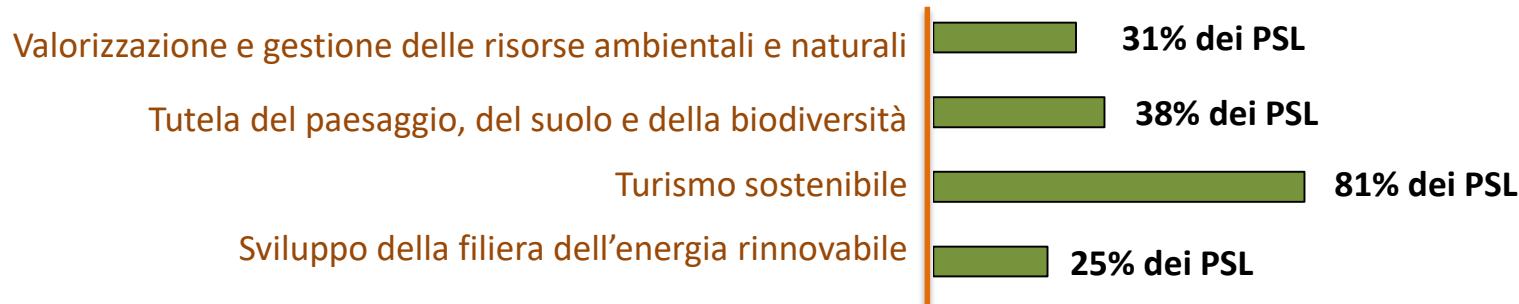 Valorizzazione e gestione delle risorse ambientali e naturali 31% dei PSL
Tutela del paesaggio, del suolo e della biodiversità 38% dei PSL
Turismo sostenibile 81% dei PSL
Sviluppo della filiera dell’energia rinnovabile 25% dei PSL